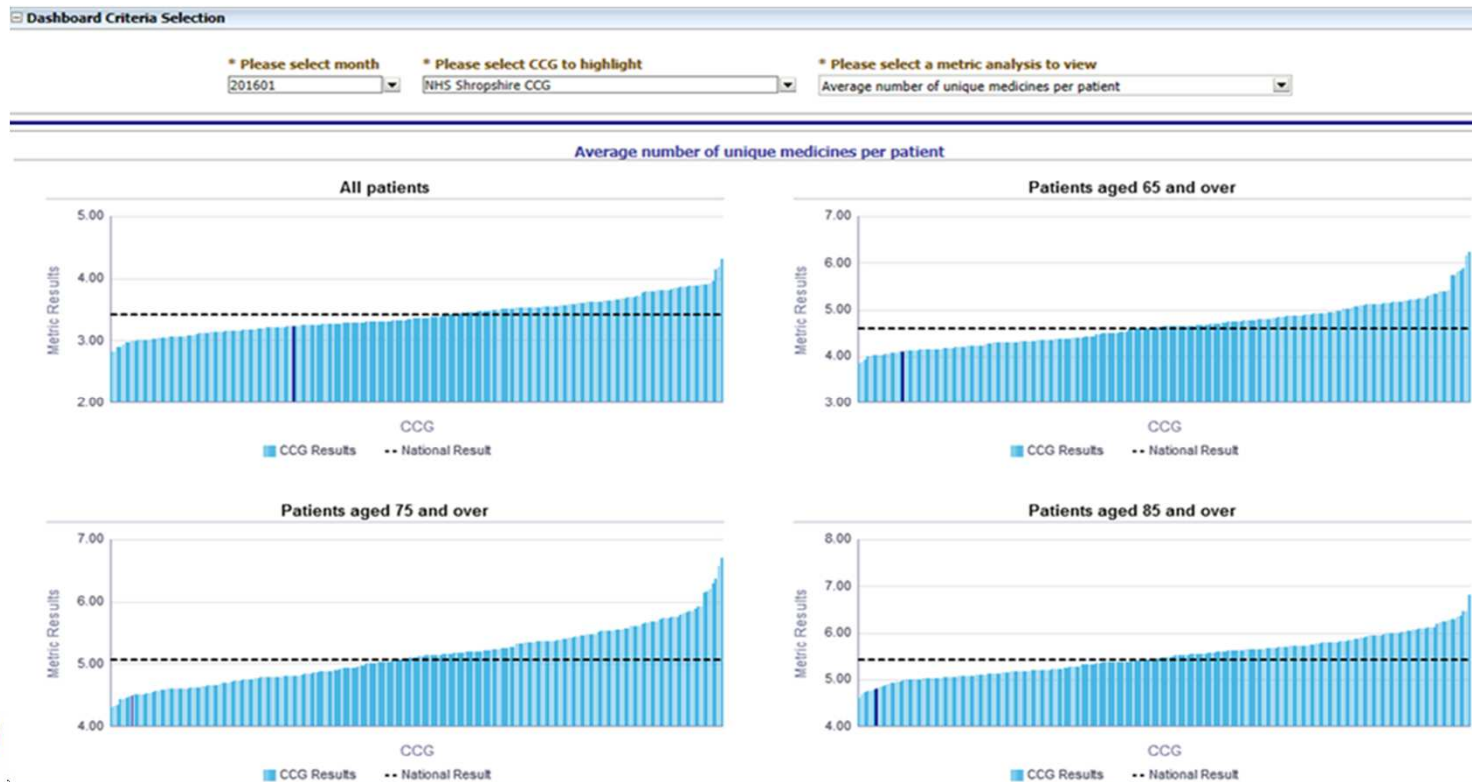 Dashboard Criteria Selection
* Please select month
* Please select CCG to highlight
* Please select a metric analysis to view
201601
NHS Shropshire CCG
Average number of unique medicines per patient
Average number of unique medicines per patient
All patients
5.00
4.00
3.00
2.00
Metric Results
CCG
CCG Results
National Result
Patients aged 65 and over
7.00
6.00
5.00
4.00
3.00
Metric Results
CCG
CCG Results
National Result
Patients aged 75 and over
7.00
6.00
5.00
4.00
Metric Results
CCG
CCG Results
National Result
Patients aged 85 and over
8.00
7.00
6.00
5.00
4.00
Metric Results
CCG
CCG Results
National Result